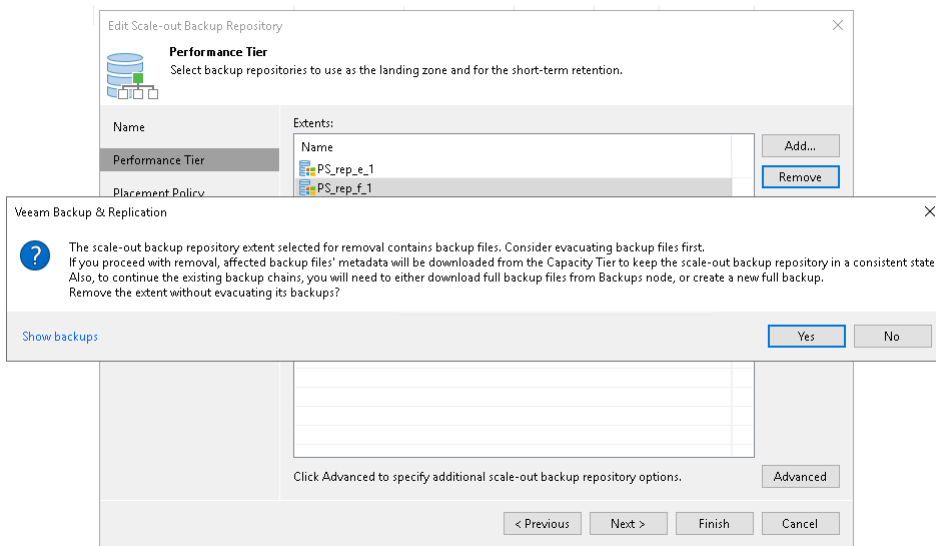 Edit Scale-out Backup Repository
Performance Tier
Select backup repositories to use as the landing zone and for the short-term retention.
Name
Performance Tier
Placement Policy
Extents:
Name
PS_rep_e_1
PS_rep_f_1
Add...
Remove
Veeam Backup & Replication
The scale-out backup repository extent selected for removal contains backup files. Consider evacuating backup files first.
If you proceed with removal, affected backup files' metadata will be downloaded from the Capacity Tier to keep the scale-out backup repository in a consistent state
Also, to continue the existing backup chains, you will need to either download full backup files from Backups node, or create a new full backup.
Remove the extent without evacuating its backups?
Show backups
Yes
No
Click Advanced to specify additional scale-out backup repository options.
Advanced
< Previous
Next >
Finish
Cancel